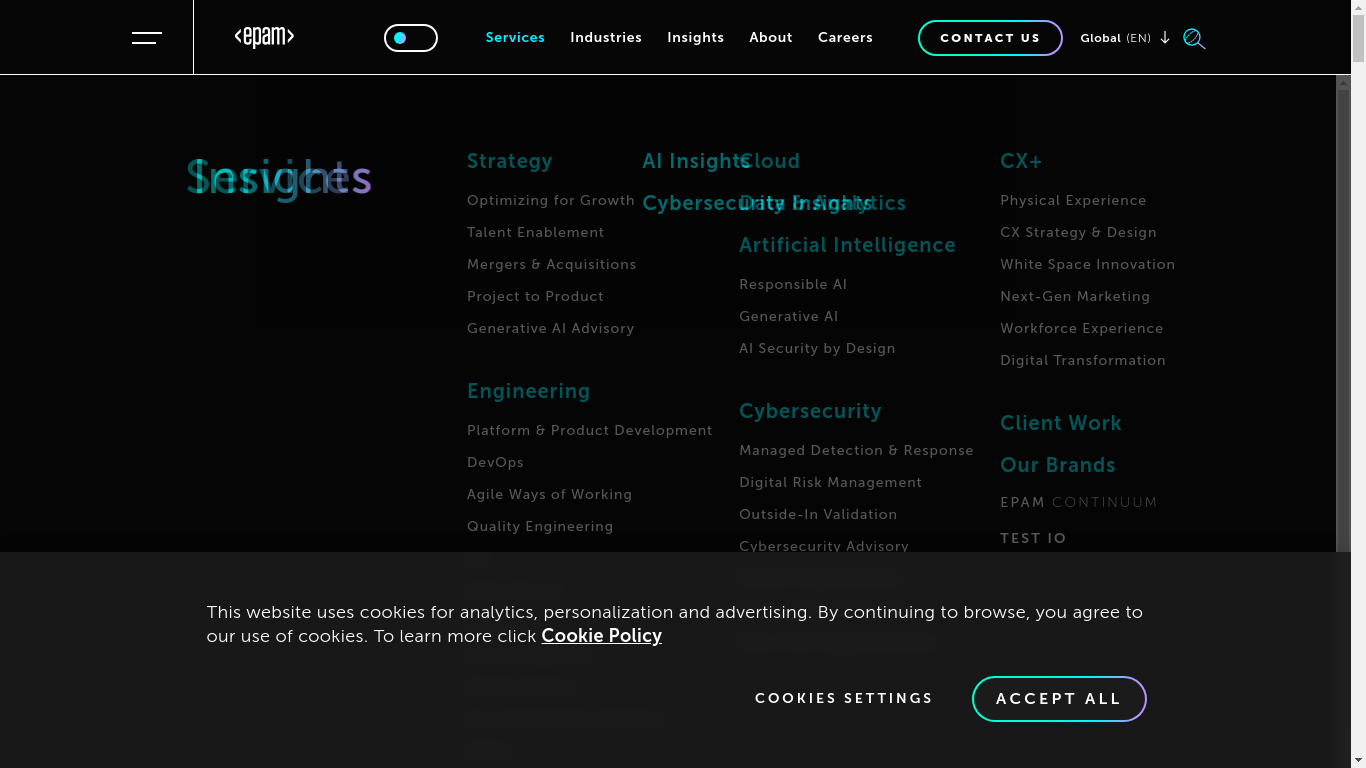 <epam>
Services
Industries
Insights
About
Careers
CONTACT US
Global (EN)
Services
Insights
Strategy
Optimizing for Growth
Talent Enablement
Mergers & Acquisitions
Project to Product
Generative AI Advisory
Engineering
Platform & Product Development
DevOps
Agile Ways of Working
Quality Engineering
AI Insights
Cybersecurity Insights
Cloud
Data & Analytics
Artificial Intelligence
Responsible AI
Generative AI
AI Security by Design
Cybersecurity
Managed Detection & Response
Digital Risk Management
Outside-In Validation
Cybersecurity Advisory
CX+
Physical Experience
CX Strategy & Design
White Space Innovation
Next-Gen Marketing
Workforce Experience
Digital Transformation
Client Work
Our Brands
EPAM CONTINUUM
TEST IO
This website uses cookies for analytics, personalization and advertising. By continuing to browse, you agree to
our use of cookies. To learn more click Cookie Policy
COOKIES SETTINGS
ACCEPT ALL